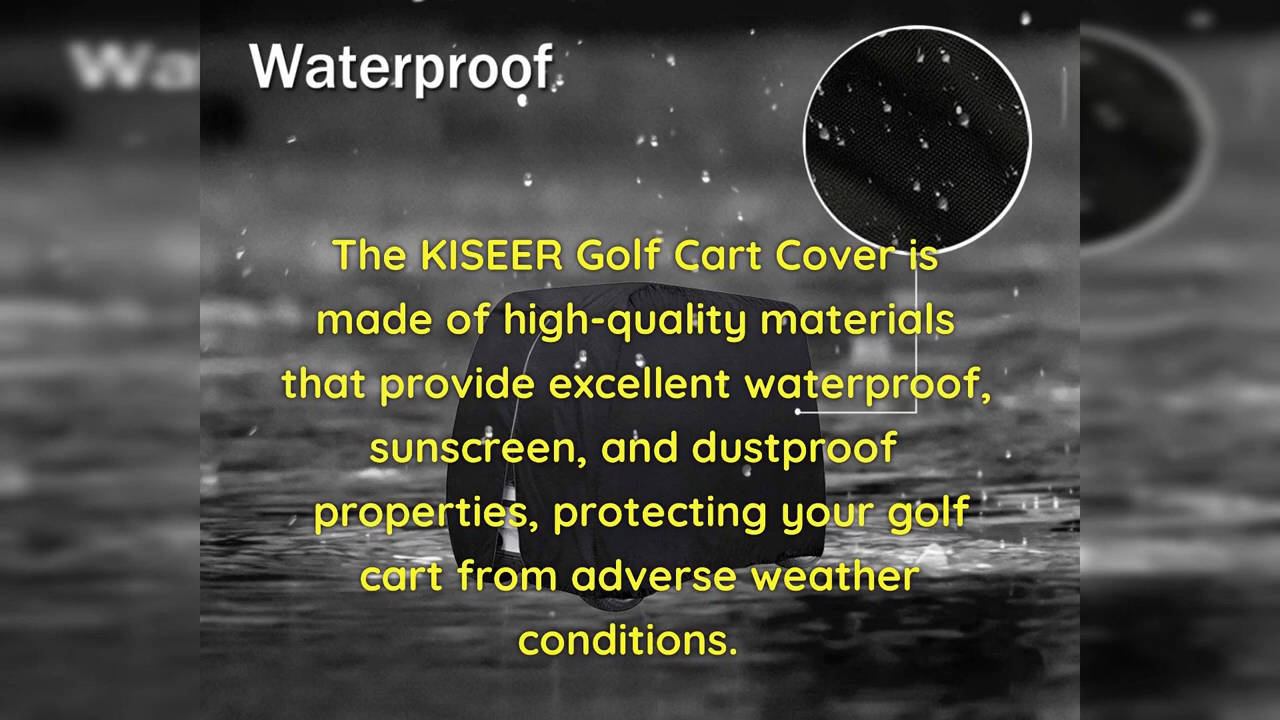 Waterproof
The KISEER Golf Cart Cover is
made of high-quality materials
that provide excellent waterproof,
sunscreen, and dustproof
properties, protecting your golf
cart from adverse weather
conditions.